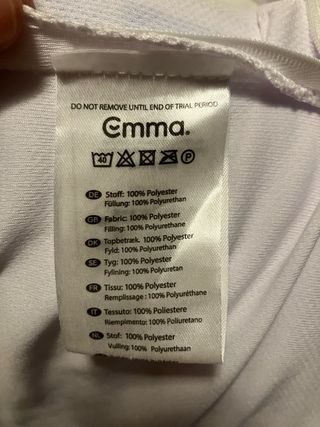 DO NOT REMOVE UNTIL END OF TRIAL PERIOD
emma.
40 P
DE Stoff: 100% Polyester
Füllung: 100% Polyurethan
GB Fabric: 100% Polyester
Filling: 100% Polyurethane
DK Topbetræk. 100% Polyester
Fyld: 100% Polyurethan
SE Tyg: 100% Polyester
Fyllning: 100% Polyuretan
FR Tissu: 100% Polyester
Remplissage : 100% Polyuréthane
IT Tessuto: 100% Poliestere
Riempimento: 100% Poliuretano
NL Stof: 100% Polyester
Vulling: 100% Polyurethaan